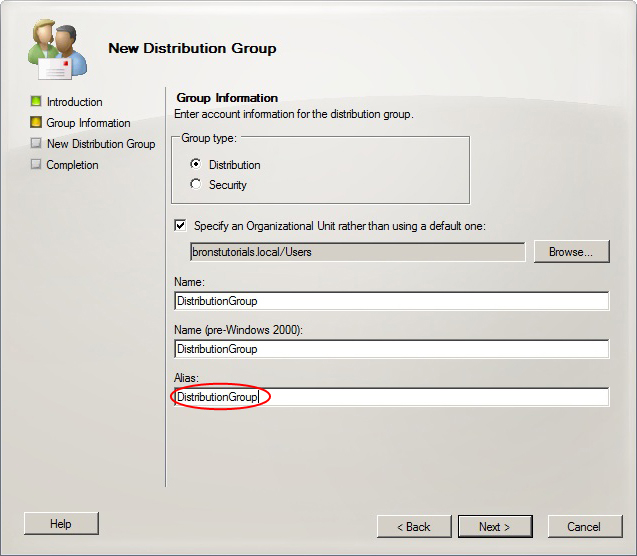 New Distribution Group
Introduction
Group Information
New Distribution Group
Completion
Group Information
Enter account information for the distribution group.
Group type:
Distribution
Security
Specify an Organizational Unit rather than using a default one:
bronstutorials.local/Users
Browse...
Name:
DistributionGroup
Name (pre-Windows 2000):
DistributionGroup
Alias:
DistributionGroup
Help
< Back
Next >
Cancel